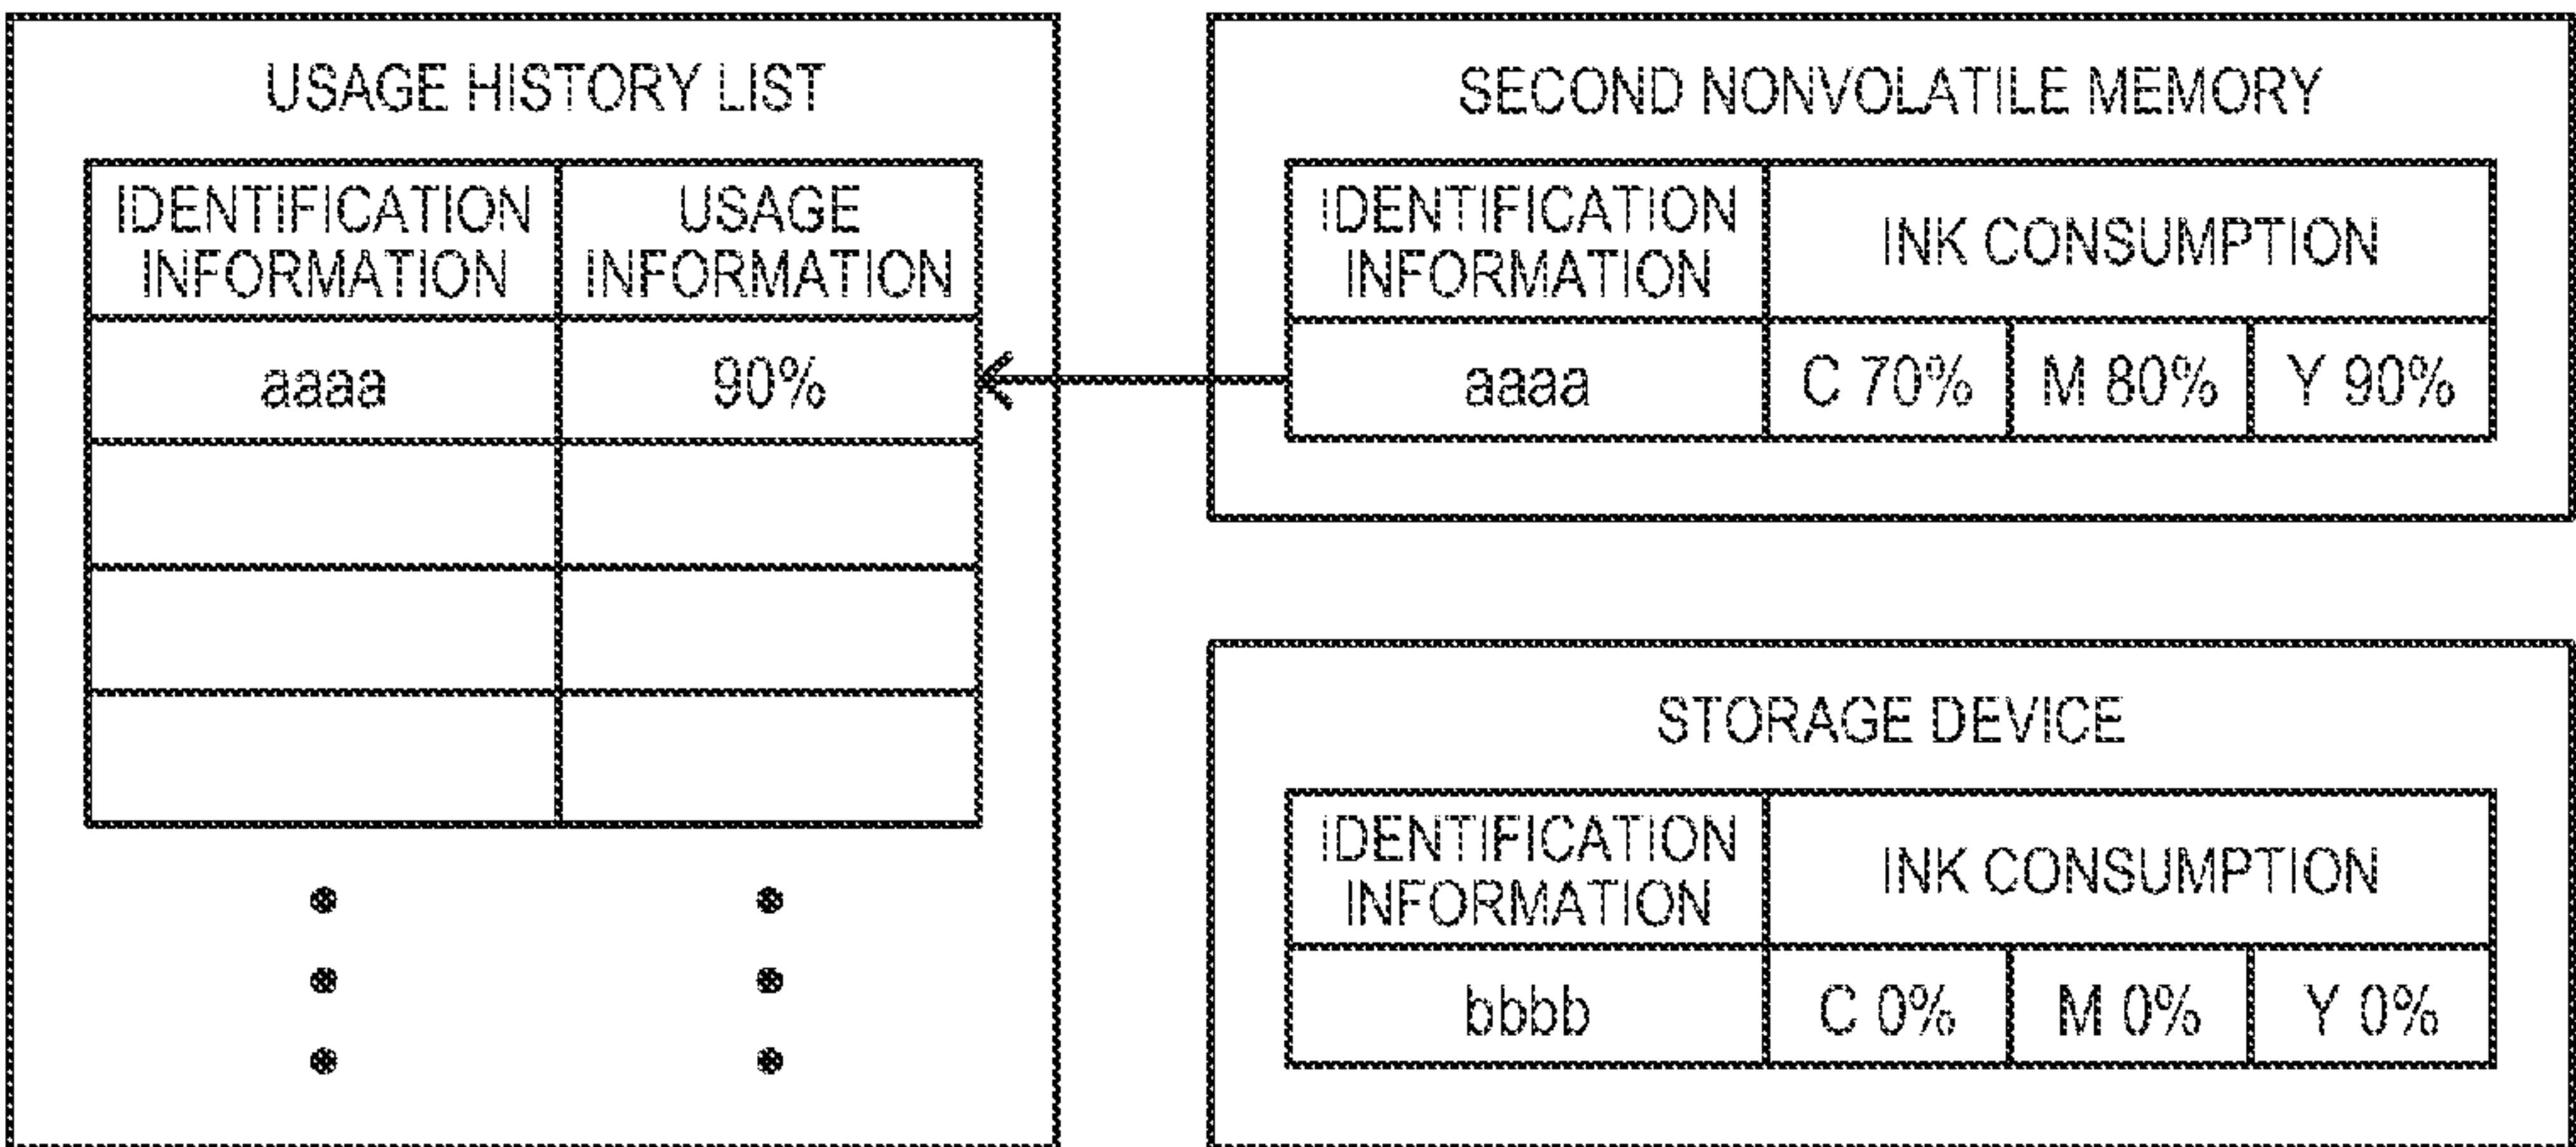 USAGE HISTORY LIST
IDENTIFICATION INFORMATION
USAGE INFORMATION
aaaa
90%
SECOND NONVOLATILE MEMORY
IDENTIFICATION INFORMATION
INK CONSUMPTION
aaaa
C 70%
M 80%
Y 90%
STORAGE DEVICE
IDENTIFICATION INFORMATION
INK CONSUMPTION
bbbb
C 0%
M 0%
Y 0%